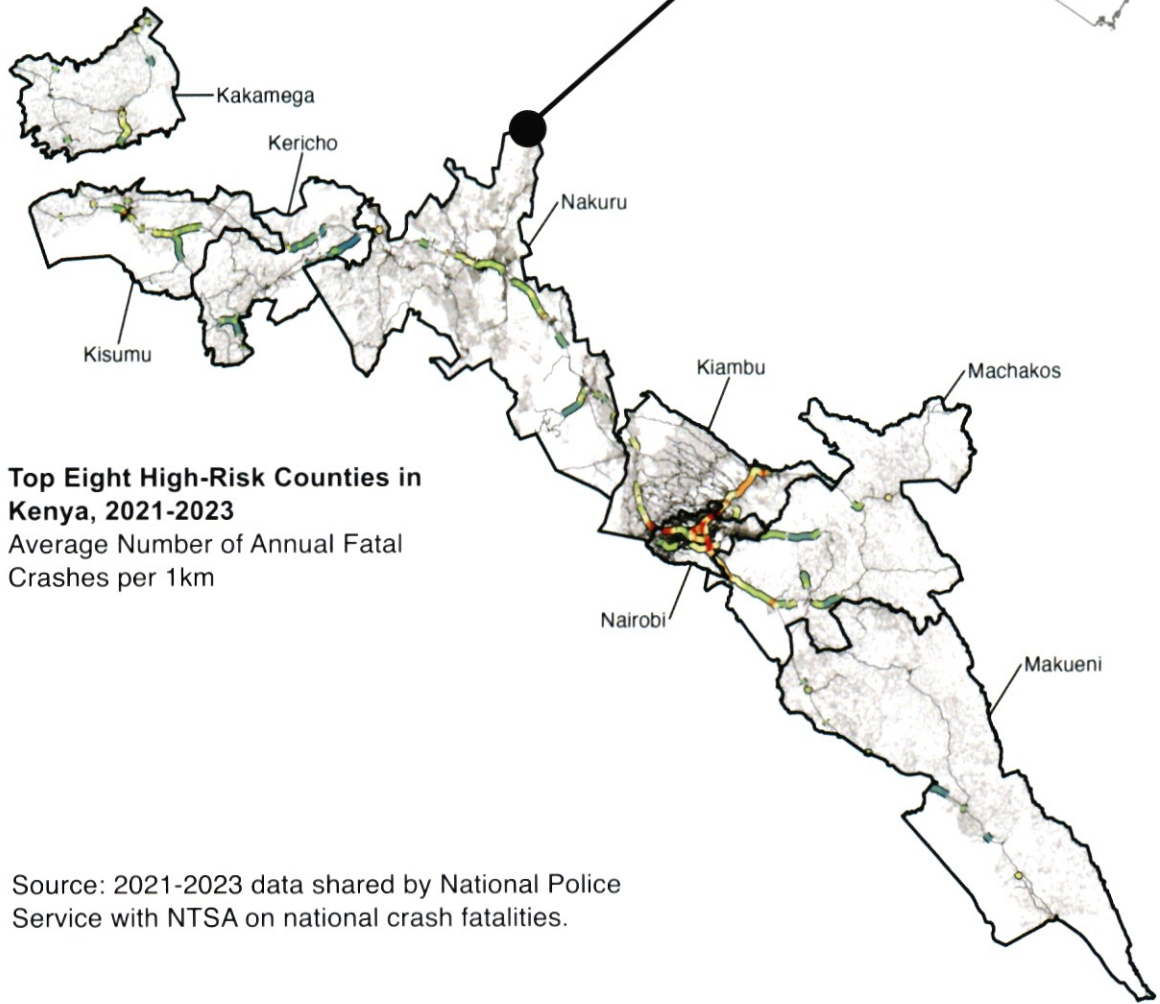 Kakamega
Kericho
Nakuru
Kisumu
Kiambu
Machakos
Top Eight High-Risk Counties in
Kenya, 2021-2023
Average Number of Annual Fatal
Crashes per 1km
Nairobi
Makueni
Source: 2021-2023 data shared by National Police
Service with NTSA on national crash fatalities.